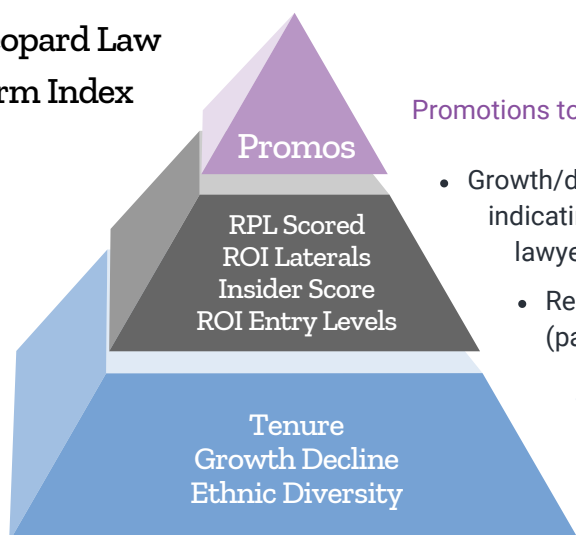 opard Law
rm Index
Promotions to
Promos
• Growth/d
indicatin
lawye
RPL Scored
ROI Laterals
Insider Score
ROI Entry Levels
• Re
(pa
Tenure
Growth Decline
Ethnic Diversity